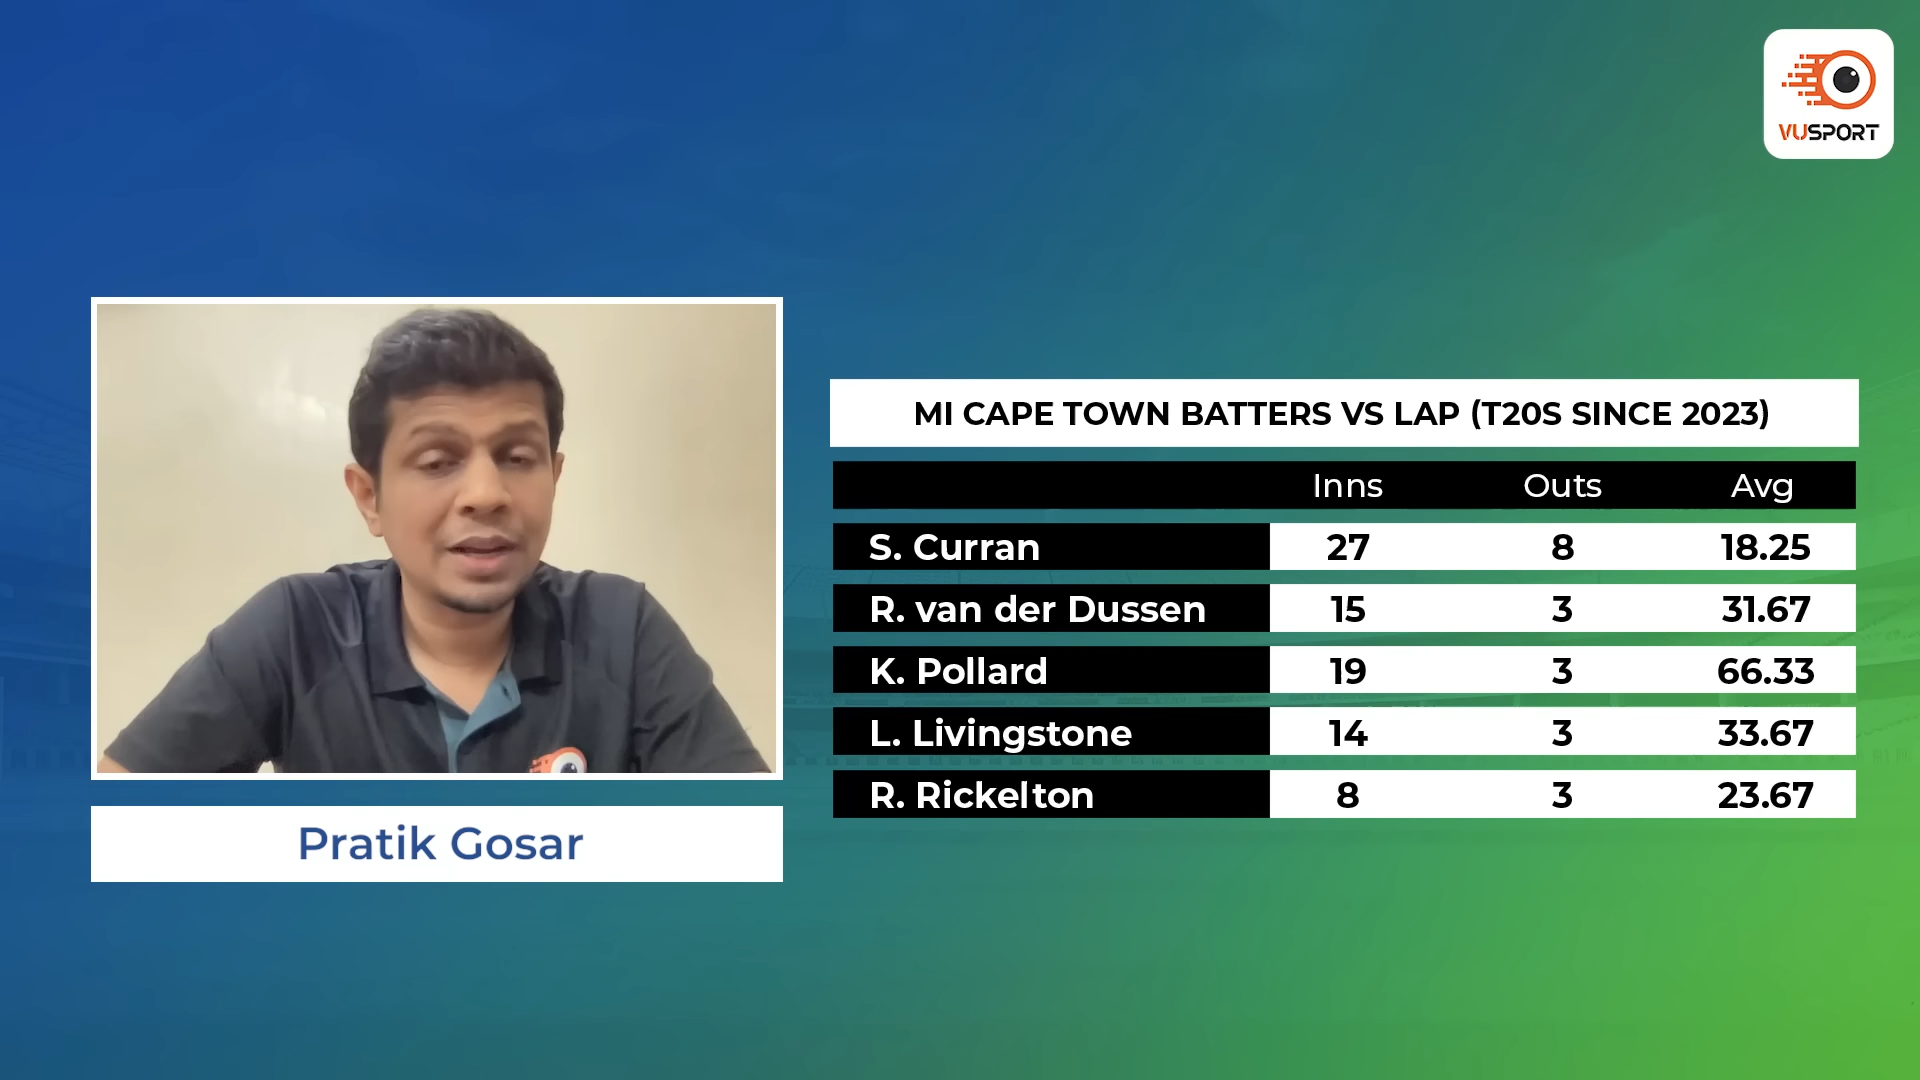 VUSPORT
MI CAPE TOWN BATTERS VS LAP (T20S SINCE 2023)
Inns Outs Avg
S. Curran 27 8 18.25
R. van der Dussen 15 3 31.67
K. Pollard 19 3 66.33
L. Livingstone 14 3 33.67
R. Rickelton 8 3 23.67
Pratik Gosar